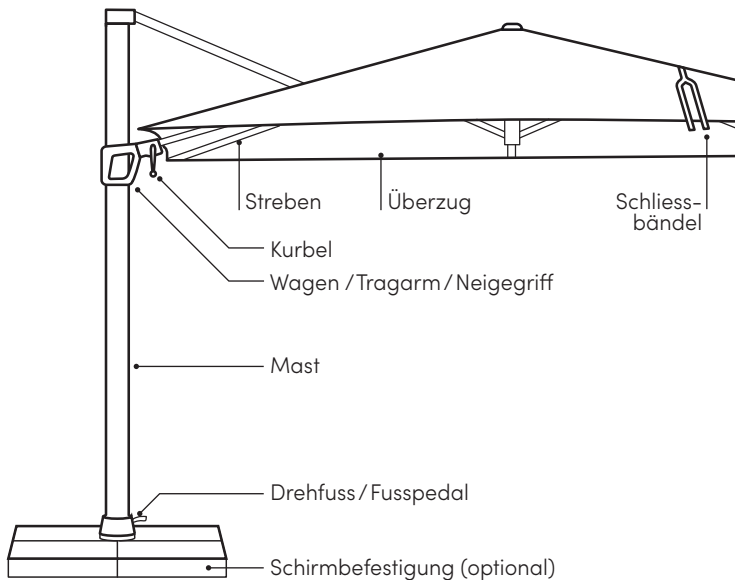 Streben
Überzug
Schliess-
bändel
Kurbel
Wagen / Tragarm / Neigegriff
Mast
Drehfuss / Fusspedal
Schirmbefestigung (optional)